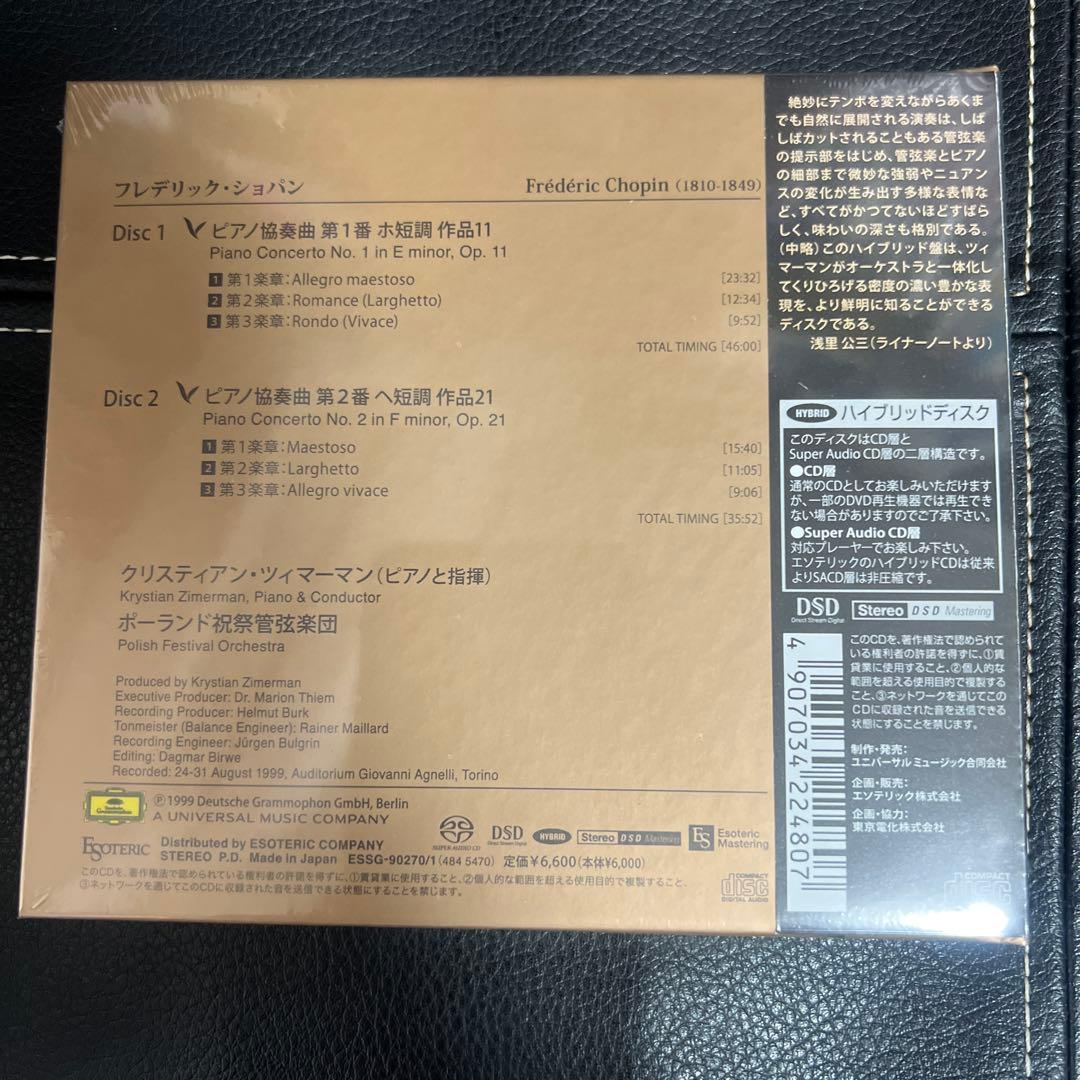 フレデリック・ショパン
Frédéric Chopin (1810-1849)
Disc 1 ピアノ協奏曲 第1番 ホ短調 作品11
Piano Concerto No. 1 in E minor, Op. 11
1 第1楽章：Allegro maestoso [23:32]
2 第2楽章：Romance (Larghetto) [12:34]
3 第3楽章：Rondo (Vivace) [9:52]
TOTAL TIMING [46:00]
Disc 2 ピアノ協奏曲 第2番 ヘ短調 作品21
Piano Concerto No. 2 in F minor, Op. 21
1 第1楽章：Maestoso [15:40]
2 第2楽章：Larghetto [11:05]
3 第3楽章：Allegro vivace [9:06]
TOTAL TIMING [35:52]
クリスティアン・ツィマーマン（ピアノと指揮）
Krystian Zimerman, Piano & Conductor
ポーランド祝祭管弦楽団
Polish Festival Orchestra
Produced by Krystian Zimerman
Executive Producer: Dr. Marion Thiem
Recording Producer: Helmut Burk
Tonmeister (Balance Engineer): Rainer Maillard
Recording Engineer: Jürgen Bulgrin
Editing: Dagmar Birwe
Recorded: 24-31 August 1999, Auditorium Giovanni Agnelli, Torino
Deutsche Grammophon
Ⓟ 1999 Deutsche Grammophon GmbH, Berlin
A UNIVERSAL MUSIC COMPANY
ESOTERIC
Distributed by ESOTERIC COMPANY
STEREO P.D. Made in Japan ESSG-90270/1 (484 5470) 定価￥6,600（本体￥6,000）
SUPER AUDIO CD
DSD
Direct Stream Digital
HYBRID
Stereo DSD Mastering
ES Esoteric Mastering
このCDを、著作権法で認められている権利者の許諾を得ずに、①賃貸業に使用すること、②個人的な範囲を超える使用目的で複製すること、
③ネットワークを通じてこのCDに収録された音を送信できる状態にすることを禁じます。
COMPACT
disc
DIGITAL AUDIO
絶妙にテンポを変えながらあくま
でも自然に展開される演奏は、しば
しばカットされることもある管弦楽
の提示部をはじめ、管弦楽とピアノ
の細部まで微妙な強弱やニュアン
スの変化が生み出す多様な表情な
ど、すべてがかつてないほどすばら
しく、味わいの深さも格別である。
（中略）このハイブリッド盤は、ツィ
マーマンがオーケストラと一体化し
てくりひろげる密度の濃い豊かな表
現を、より鮮明に知ることができる
ディスクである。
浅里 公三（ライナーノートより）
HYBRID ハイブリッドディスク
このディスクはCD層と
Super Audio CD層の二層構造です。
●CD層
通常のCDとしてお楽しみいただけます
が、一部のDVD再生機器では再生でき
ない場合がありますのでご了承下さい。
●Super Audio CD層
対応プレーヤーでお楽しみ下さい。
エソテリックのハイブリッドCDは従来
よりSACD層は非圧縮です。
DSD
Direct Stream Digital
Stereo DSD Mastering
4907034224807
このCDを、著作権法で認められて
いる権利者の許諾を得ずに、①賃
貸業に使用すること、②個人的な
範囲を超える使用目的で複製する
こと、③ネットワークを通じてこの
CDに収録された音を送信できる
状態にすることを禁じます。
制作・発売：
ユニバーサル ミュージック合同会社
企画・販売：
エソテリック株式会社
企画・協力：
東京電化株式会社
COMPACT
disc
DIGITAL AUDIO